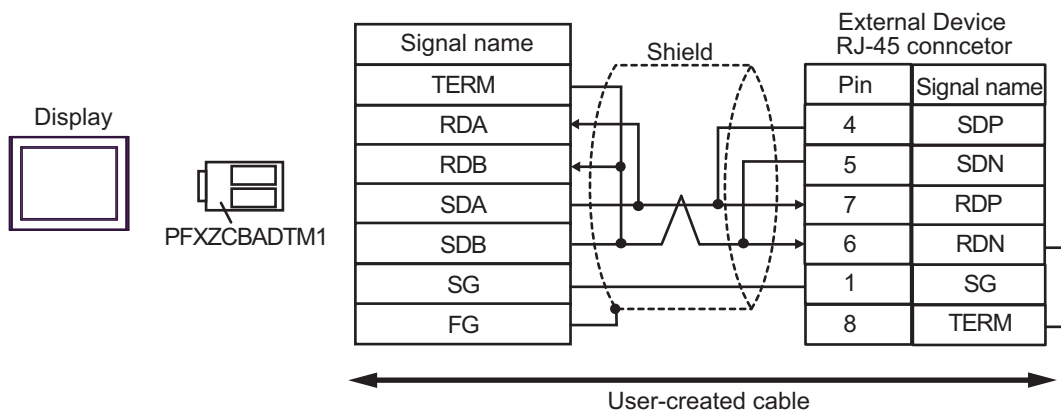 External Device
RJ-45 conncetor
Signal name
Shield
Pin
Signal name
TERM
Display
RDA
4
SDP
RDB
5
SDN
SDA
7
RDP
PFXZCBADTM1
SDB
6
RDN
SG
1
SG
FG
8
TERM
User-created cable